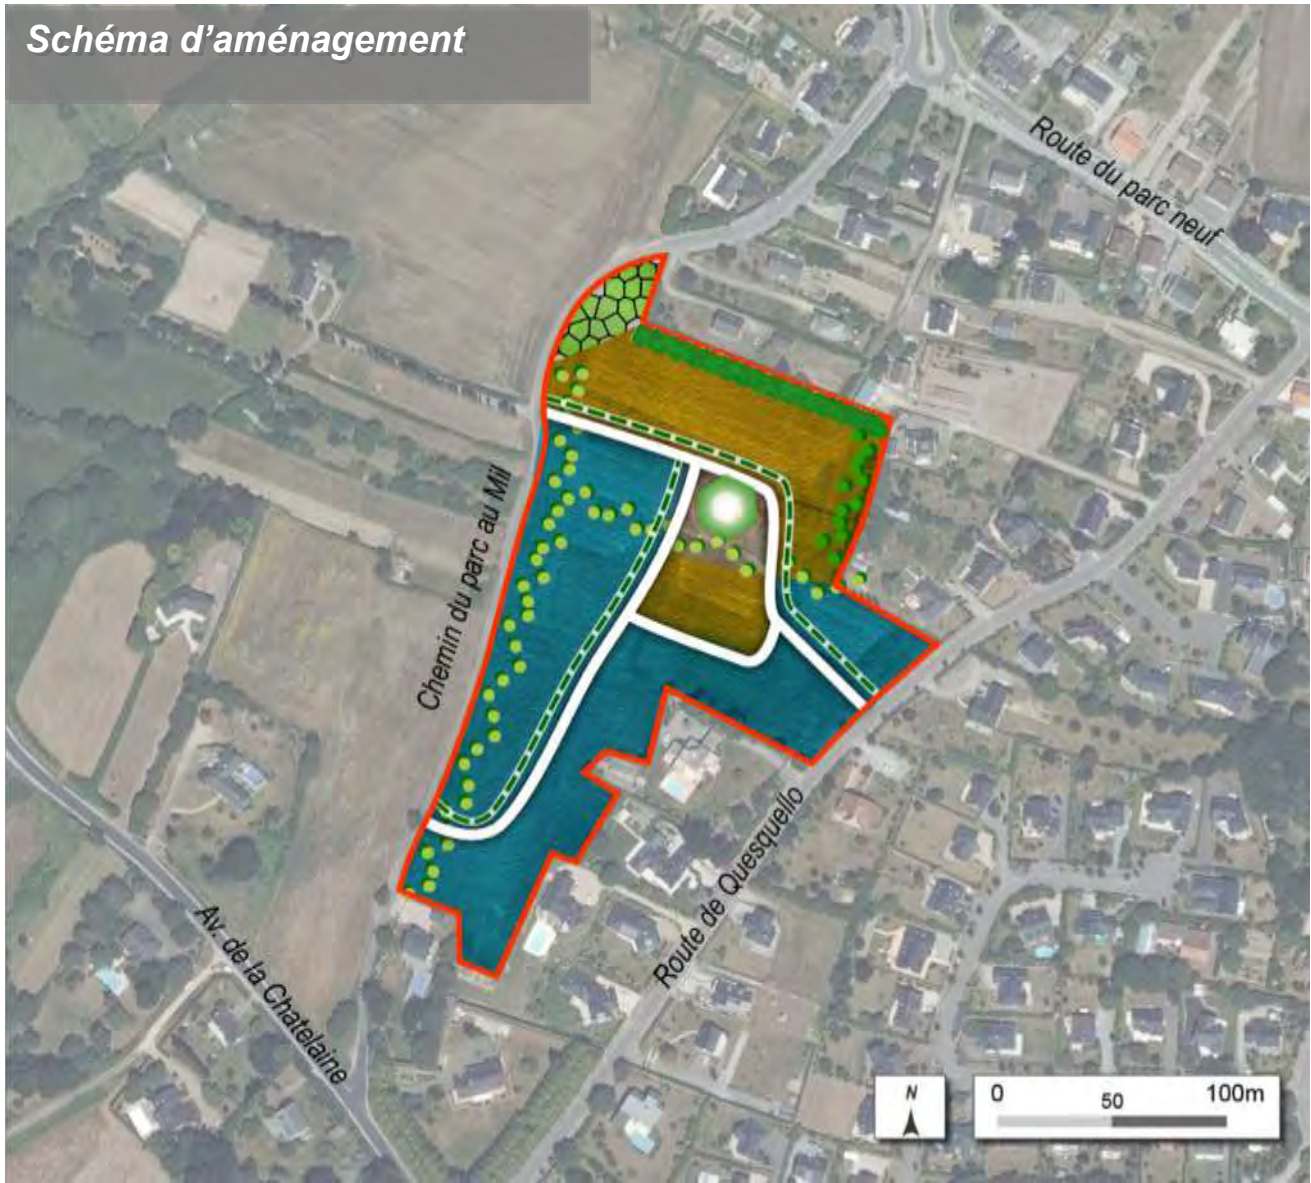 Schéma d'aménagement
Route du parc neuf
Chemin du parc au Mil
Route de Quesquello
Av. de la Chatelaine
N
0
50
100m